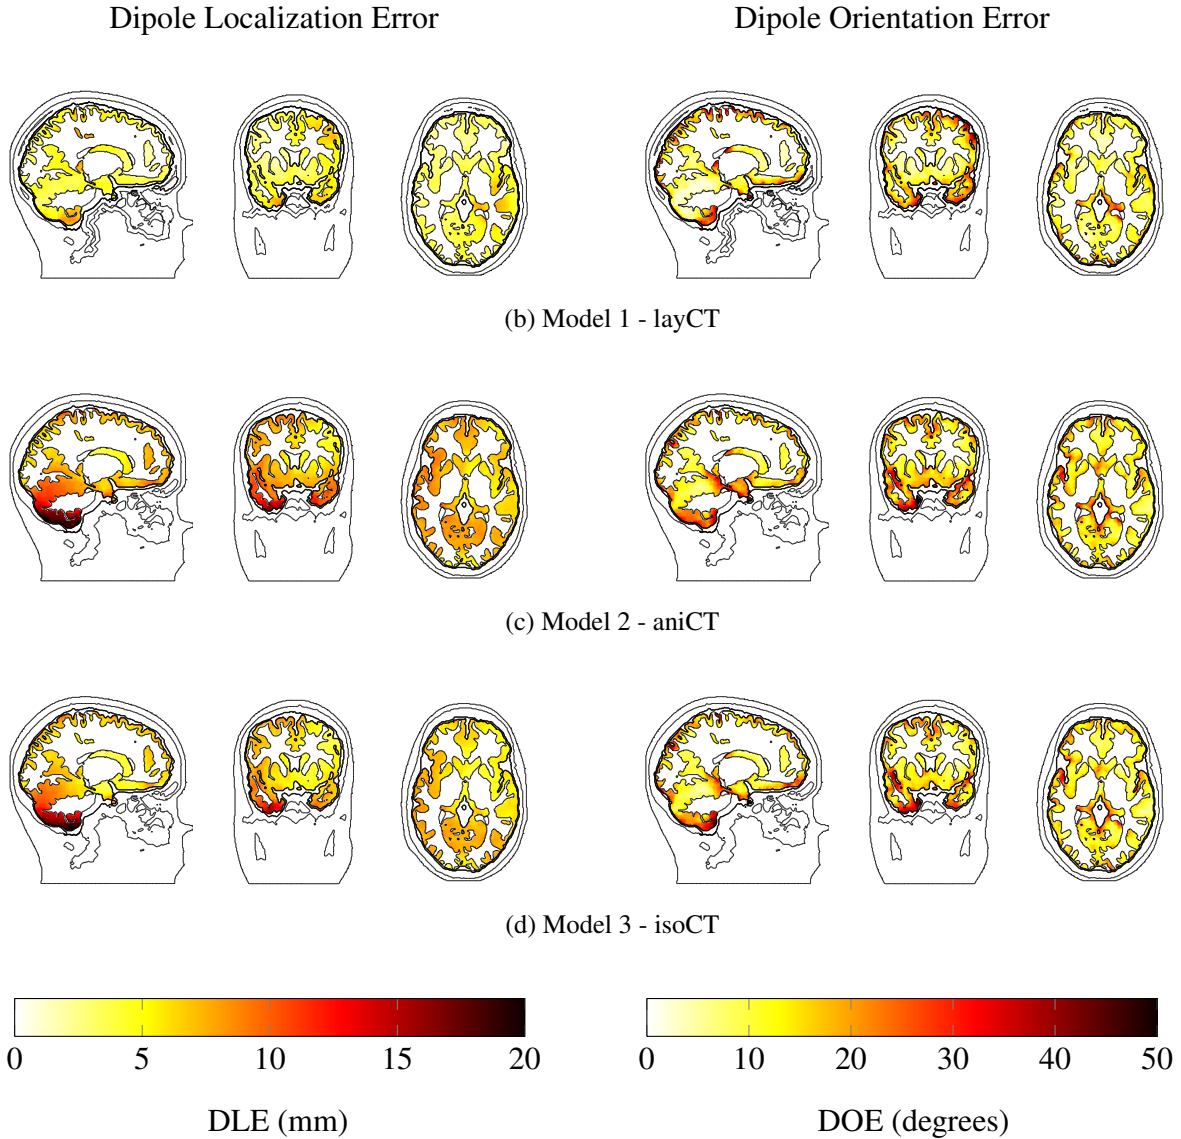 Dipole Localization Error
Dipole Orientation Error
(b) Model 1 - layCT
(c) Model 2 - aniCT
(d) Model 3 - isoCT
0 5 10 15 20
0 10 20 30 40 50
DLE (mm)
DOE (degrees)